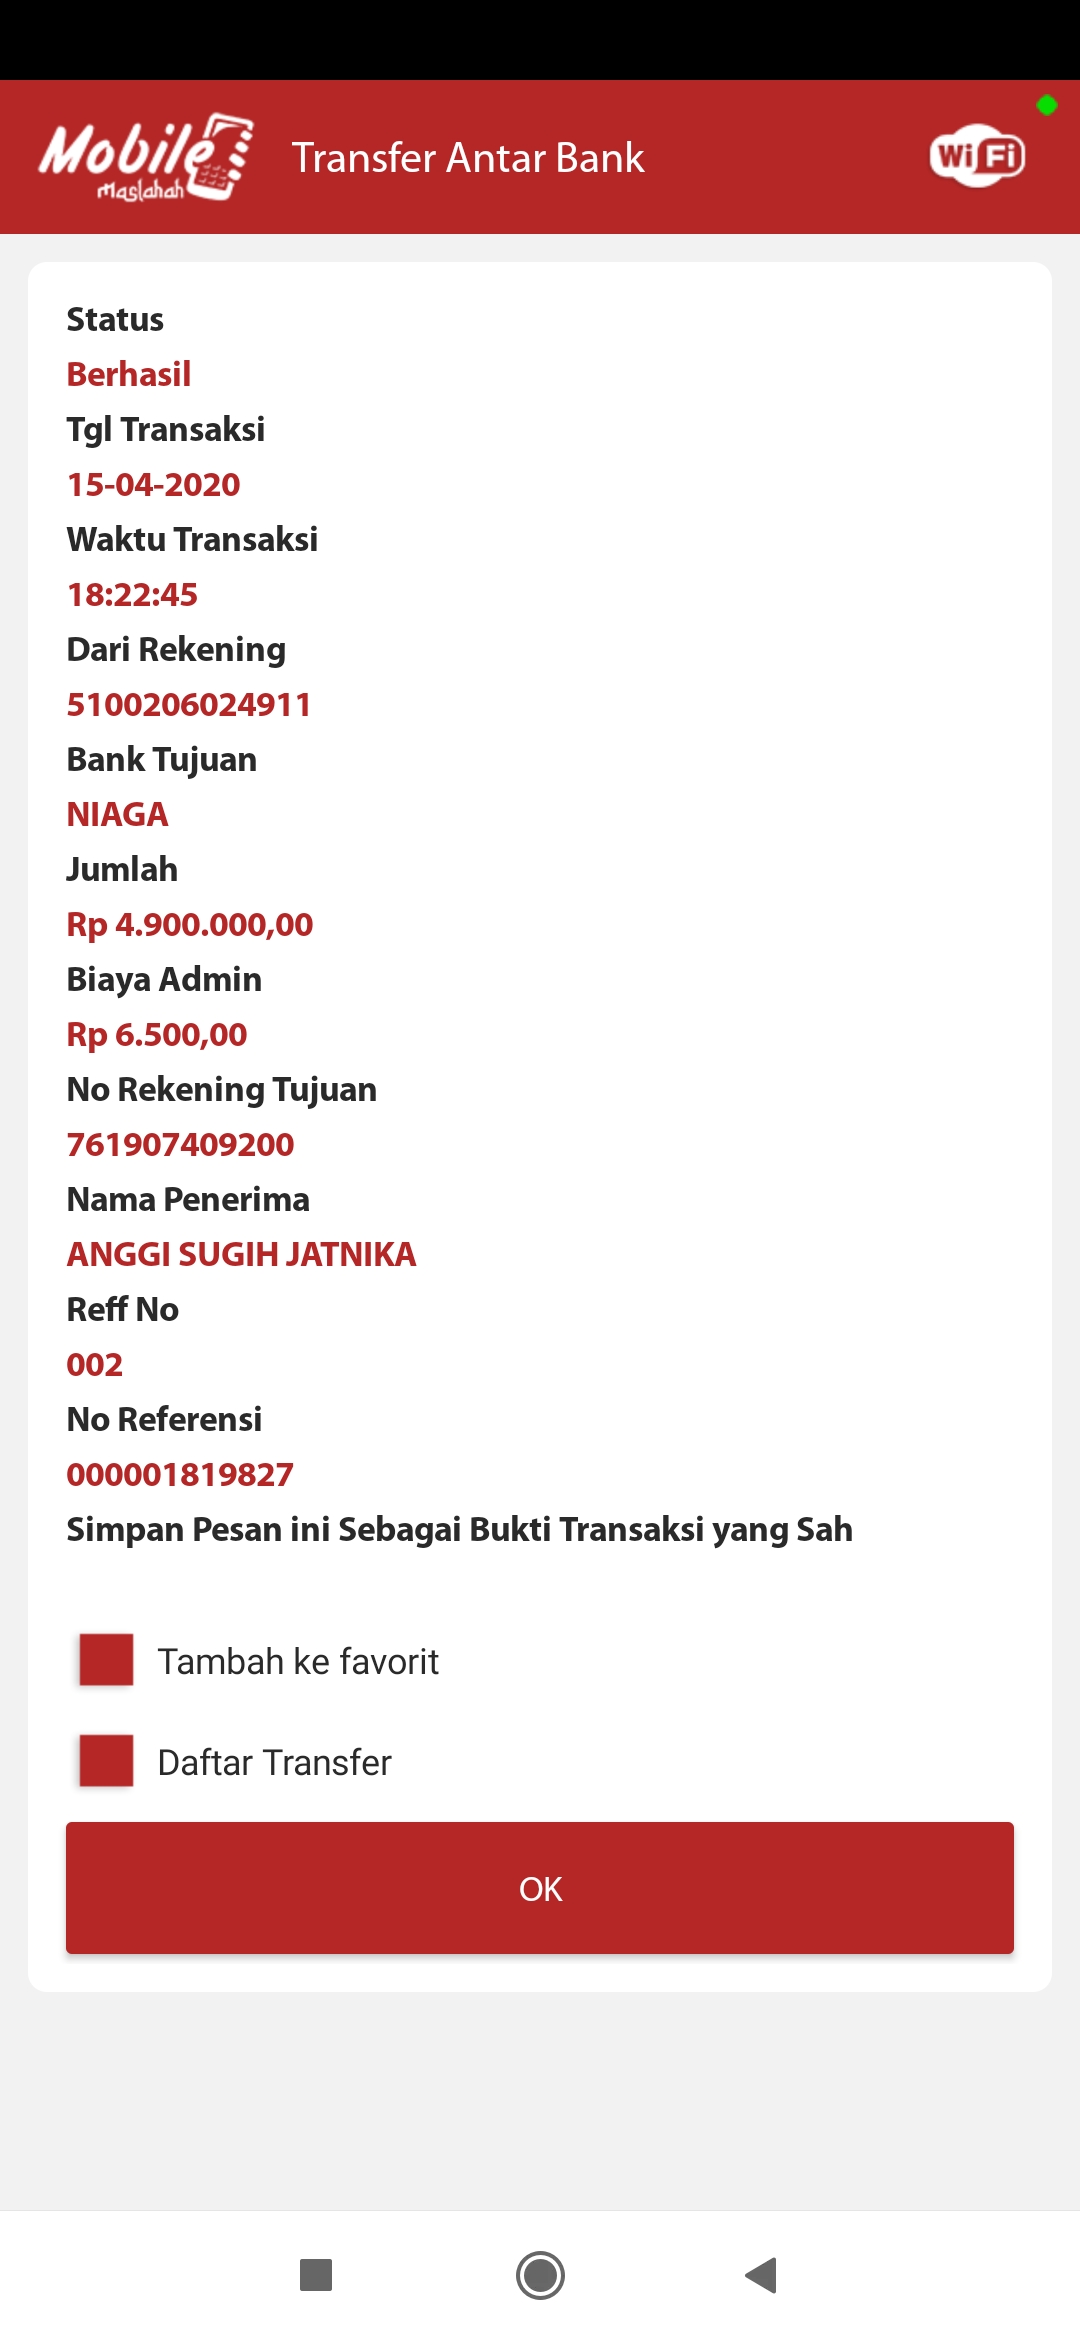 Mobile
Maslahah
Transfer Antar Bank
WiFi
Status
Berhasil
Tgl Transaksi
15-04-2020
Waktu Transaksi
18:22:45
Dari Rekening
5100206024911
Bank Tujuan
NIAGA
Jumlah
Rp 4.900.000,00
Biaya Admin
Rp 6.500,00
No Rekening Tujuan
761907409200
Nama Penerima
ANGGI SUGIH JATNIKA
Reff No
002
No Referensi
000001819827
Simpan Pesan ini Sebagai Bukti Transaksi yang Sah
Tambah ke favorit
Daftar Transfer
OK